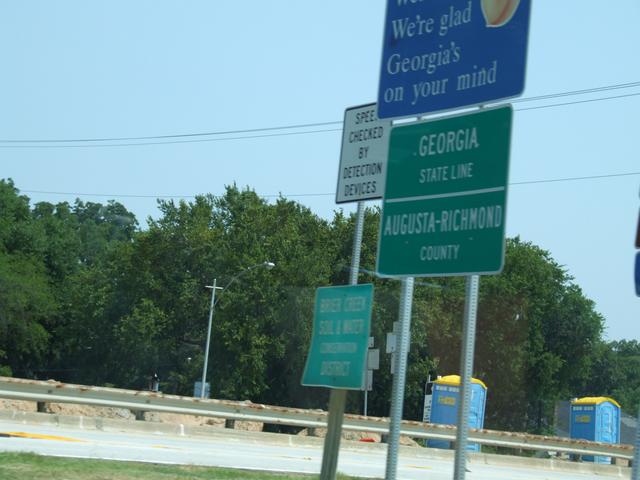 We're glad
Georgia's
on your mind
GEORGIA
STATE LINE
AUGUSTA-RICHMOND
COUNTY
SPEED
CHECKED
BY
DETECTION
DEVICES
BRIER CREEK
SOIL & WATER
CONSERVATION
DISTRICT